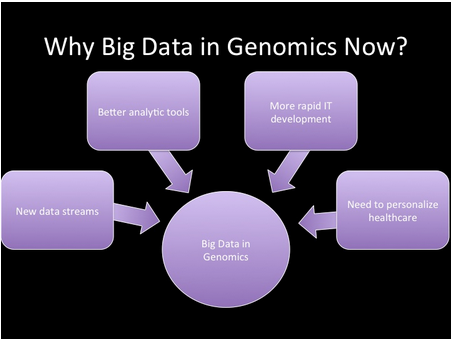 Why Big Data in Genomics Now?
Better analytic tools
More rapid IT
development
New data streams
Need to personalize
healthcare
Big Data in
Genomics